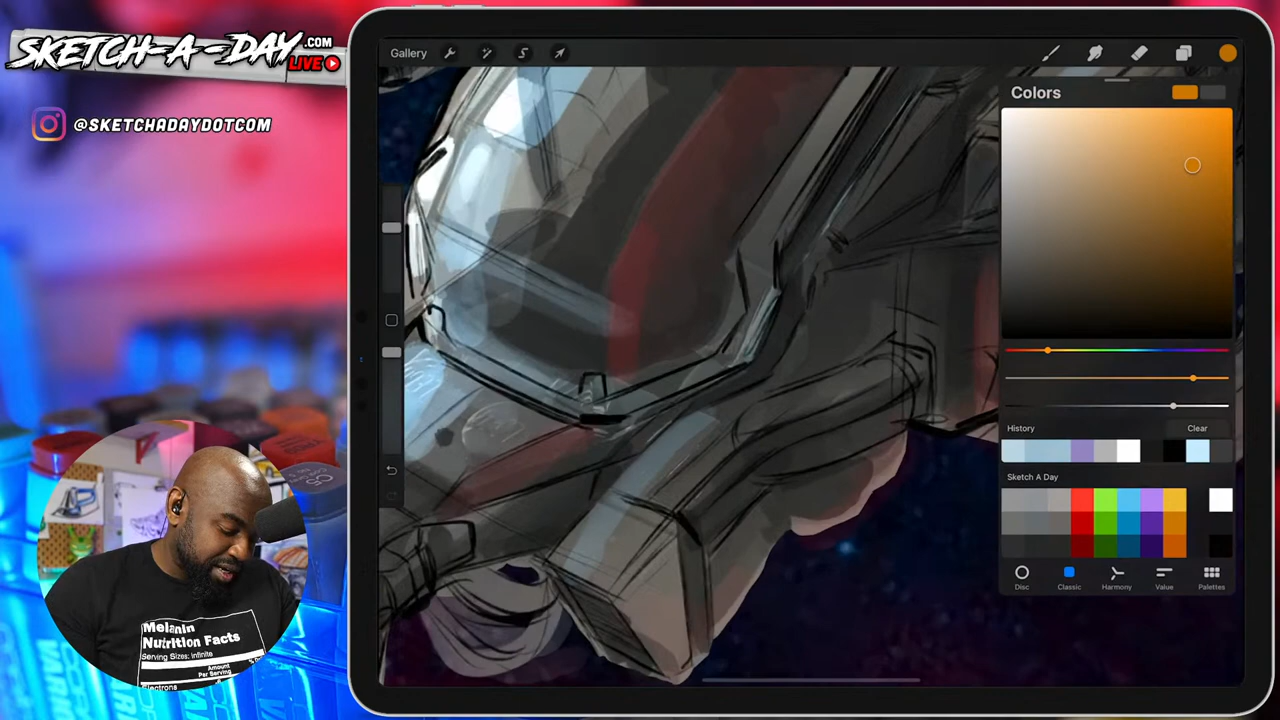 SKETCH-A-DAY.COM
LIVE
@SKETCHADAYDOTCOM
Gallery
Colors
History
Clear
Sketch A Day
Disc
Classic
Harmony
Value
Palettes
Melanin
Nutrition Facts
Serving Sizes: Infinite
Amount
Per Serving
Electrons